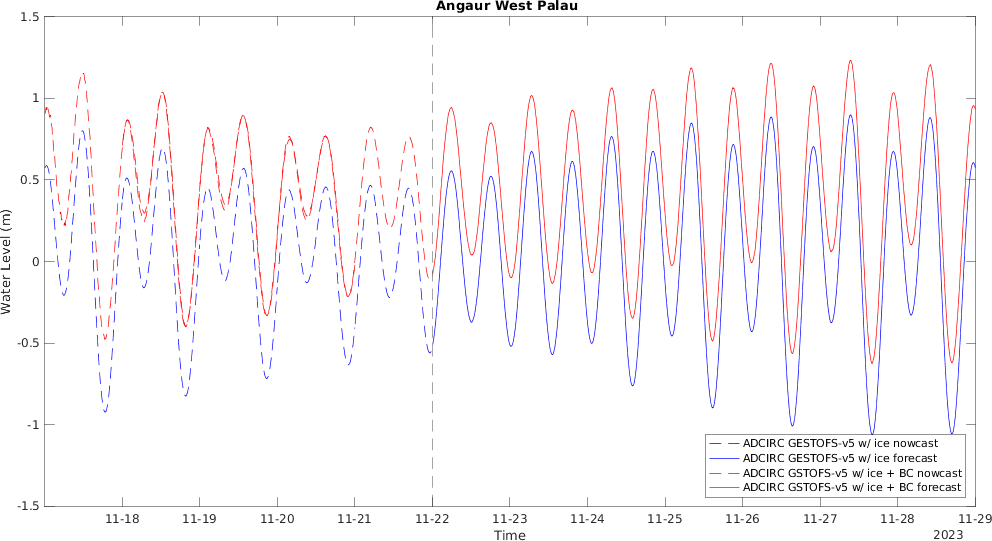 Angaur West Palau
1.5
1
0.5
0
-0.5
-1
-1.5
Water Level (m)
ADCIRC GESTOFS-v5 w/ ice nowcast
ADCIRC GESTOFS-v5 w/ ice forecast
ADCIRC GSTOFS-v5 w/ ice + BC nowcast
ADCIRC GSTOFS-v5 w/ ice + BC forecast
11-18 11-19 11-20 11-21 11-22 11-23 11-24 11-25 11-26 11-27 11-28 11-29
Time
2023